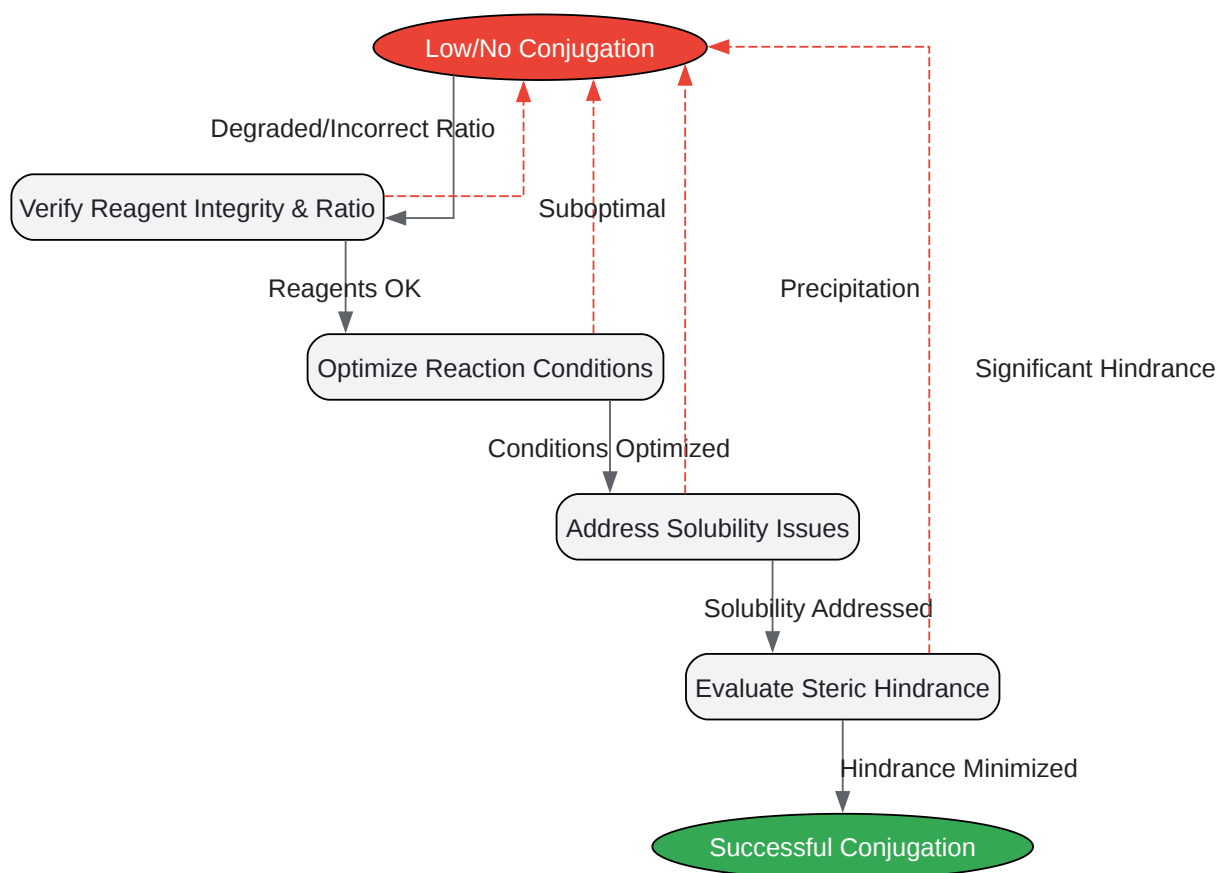 Low/No Conjugation
Degraded/Incorrect Ratio
Verify Reagent Integrity & Ratio
Suboptimal
Reagents OK
Precipitation
Optimize Reaction Conditions
Significant Hindrance
Conditions Optimized
Address Solubility Issues
Solubility Addressed
Evaluate Steric Hindrance
Hindrance Minimized
Successful Conjugation